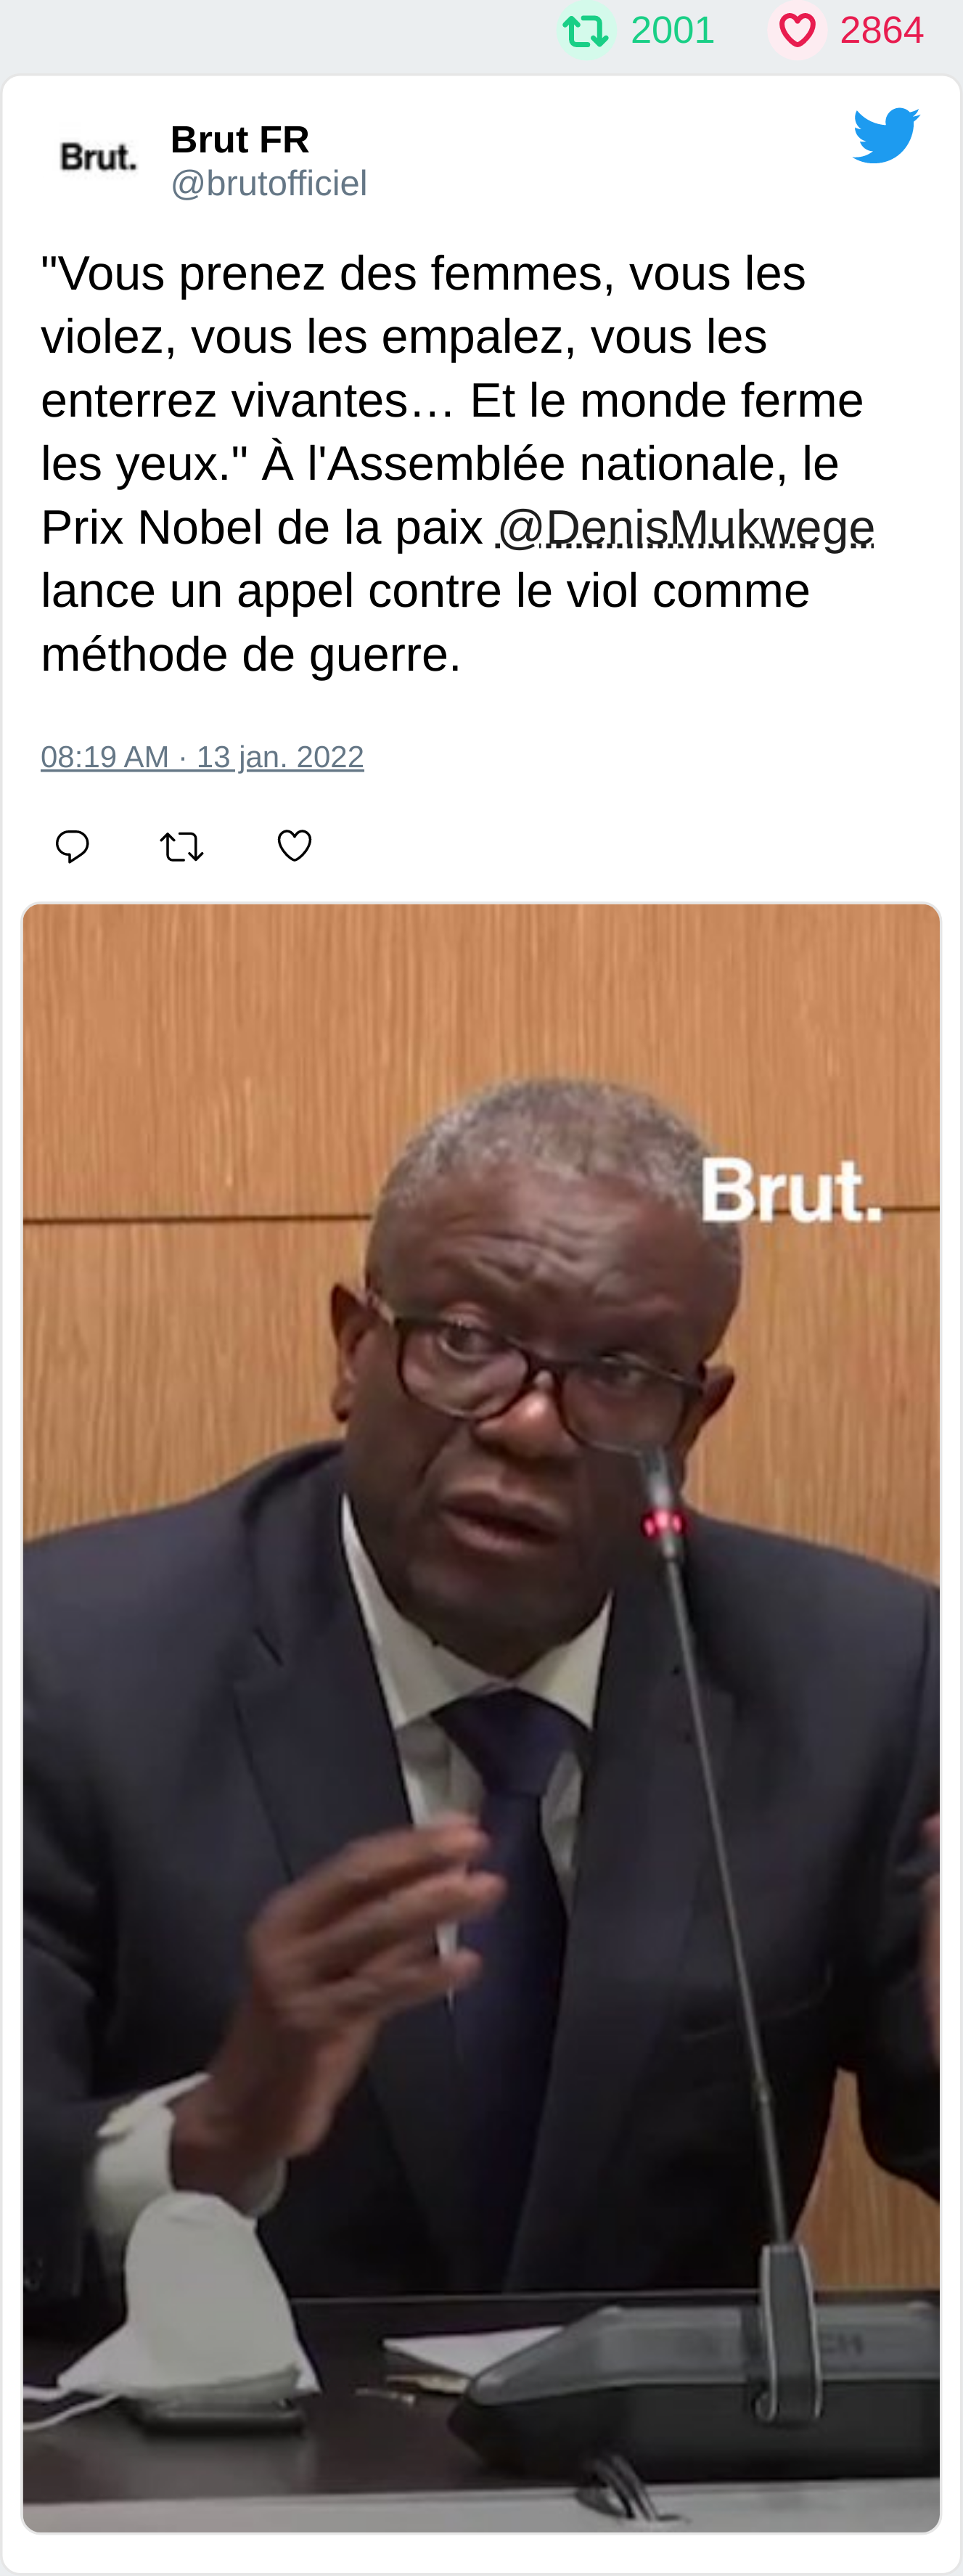 2001 2864
Brut.
Brut FR
@brutofficiel
"Vous prenez des femmes, vous les
violez, vous les empalez, vous les
enterrez vivantes… Et le monde ferme
les yeux." À l'Assemblée nationale, le
Prix Nobel de la paix @DenisMukwege
lance un appel contre le viol comme
méthode de guerre.
08:19 AM · 13 jan. 2022
Brut.